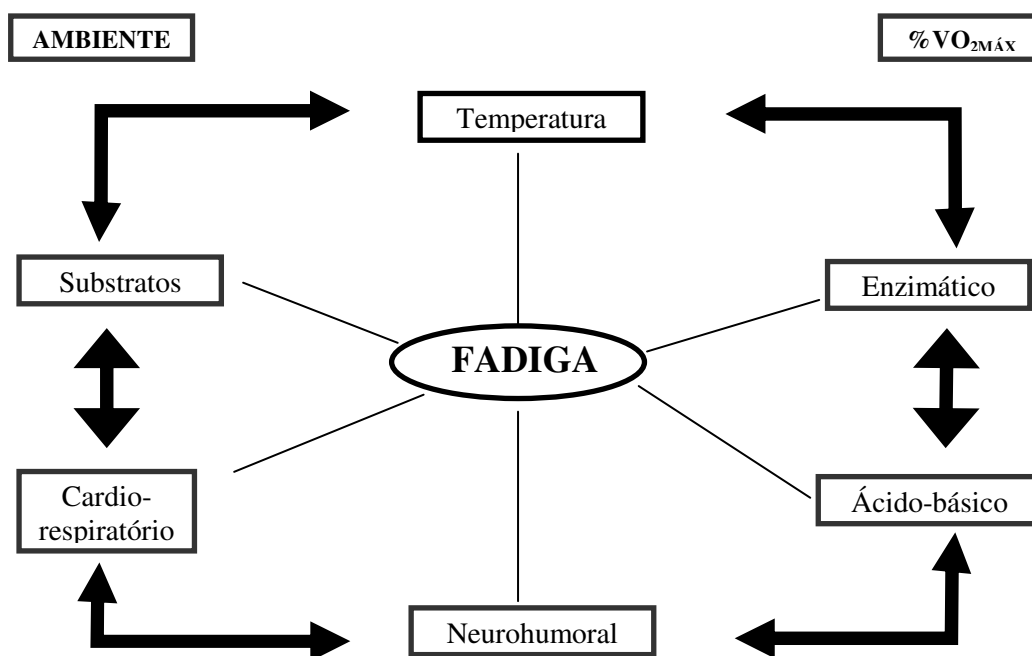 AMBIENTE
%VO2MÁX
Temperatura
Substratos
Enzimático
FADIGA
Cardio-
respiratório
Ácido-básico
Neurohumoral